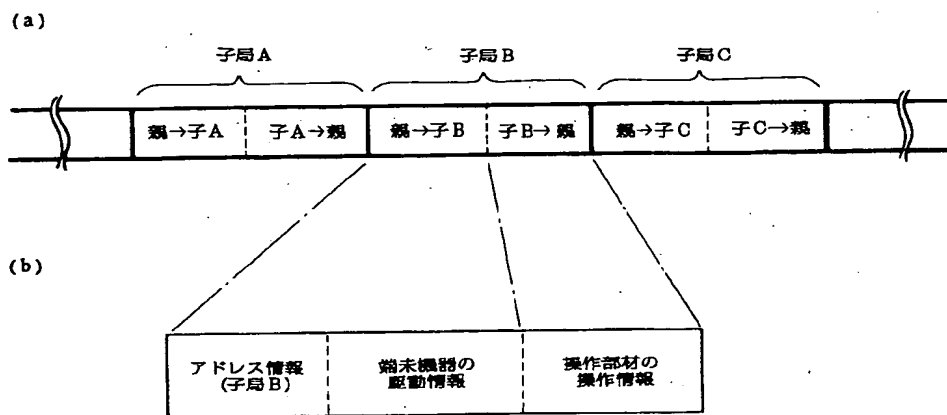 (a)
子局A 子局B 子局C
親→子A 子A→親 親→子B 子B→親 親→子C 子C→親
(b)
アドレス情報 端末機器の 操作部材の
(子局B) 駆動情報 操作情報